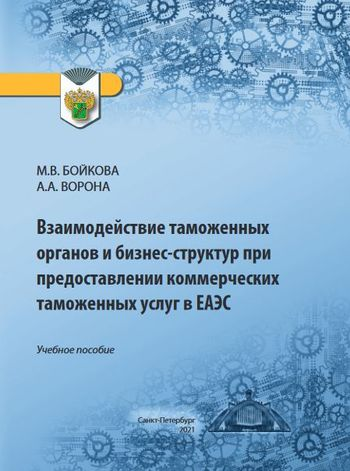 М.В. БОЙКОВА
А.А. ВОРОНА
Взаимодействие таможенных
органов и бизнес-структур при
предоставлении коммерческих
таможенных услуг в ЕАЭС
Учебное пособие
Санкт-Петербург
2021